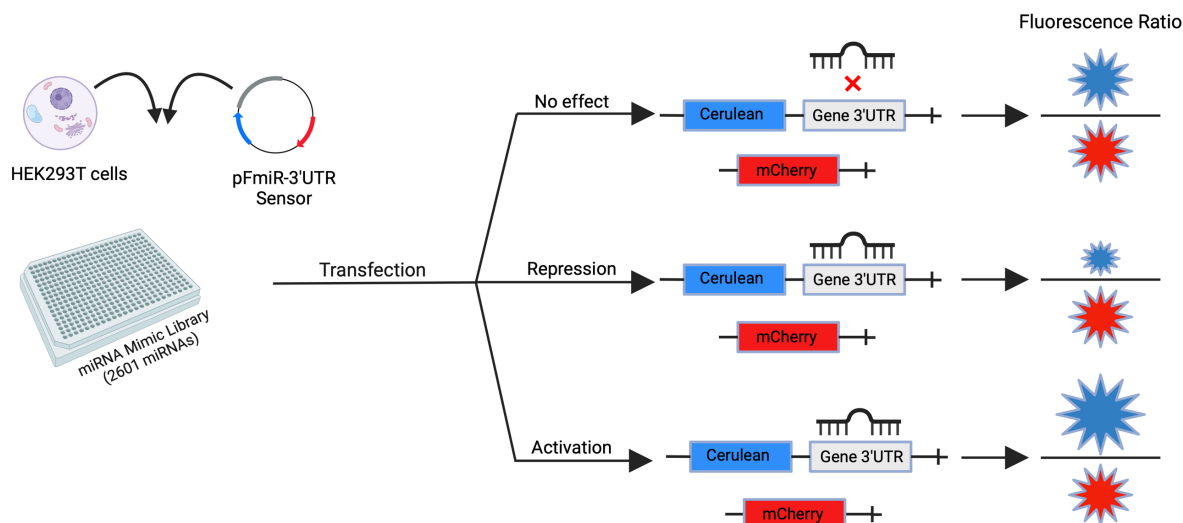 Fluorescence Ratio
HEK293T cells
pFmiR-3'UTR
Sensor
miRNA Mimic Library
(2601 miRNAs)
Transfection
No effect
Cerulean
Gene 3'UTR
mCherry
Repression
Cerulean
Gene 3'UTR
mCherry
Activation
Cerulean
Gene 3'UTR
mCherry